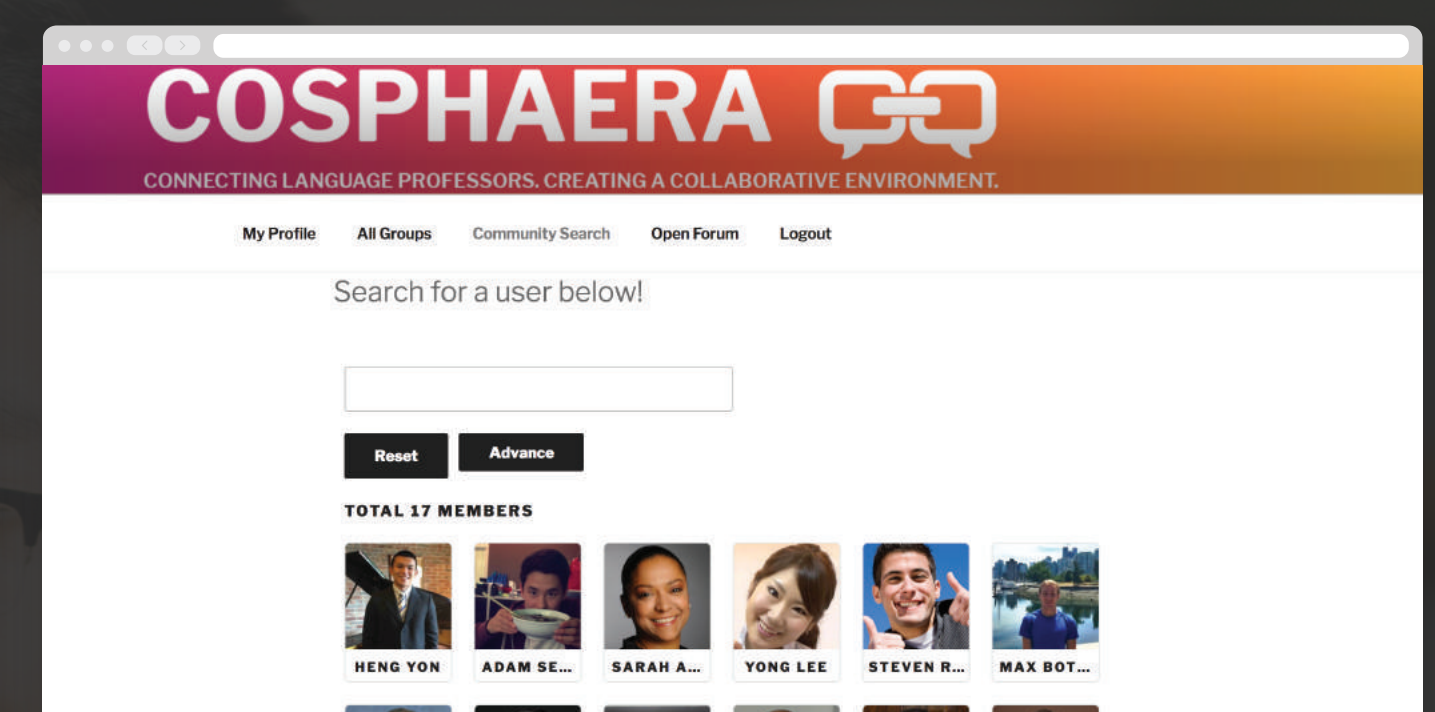 COSPHAERA
CONNECTING LANGUAGE PROFESSORS. CREATING A COLLABORATIVE ENVIRONMENT.
My Profile All Groups Community Search Open Forum Logout
Search for a user below!
Reset Advance
TOTAL 17 MEMBERS
HENG YON ADAM SE... SARAH A... YONG LEE STEVEN R... MAX BOT...